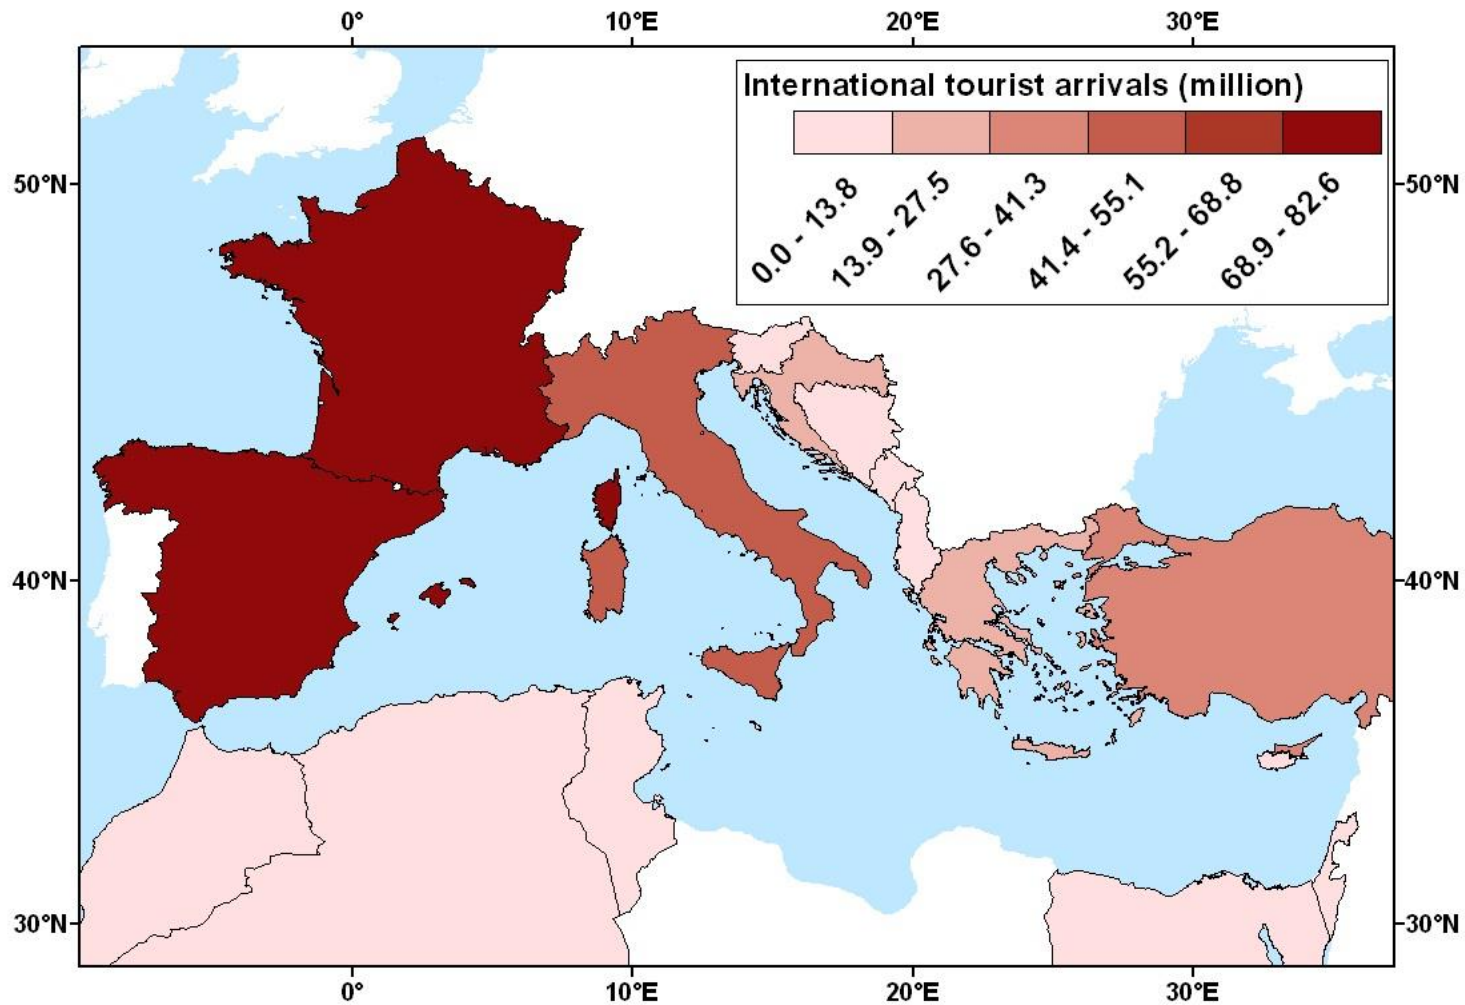 0° 10°E 20°E 30°E
International tourist arrivals (million)
0.0 - 13.8
13.9 - 27.5
27.6 - 41.3
41.4 - 55.1
55.2 - 68.8
68.9 - 82.6
50°N 50°N
40°N 40°N
30°N 30°N
0° 10°E 20°E 30°E